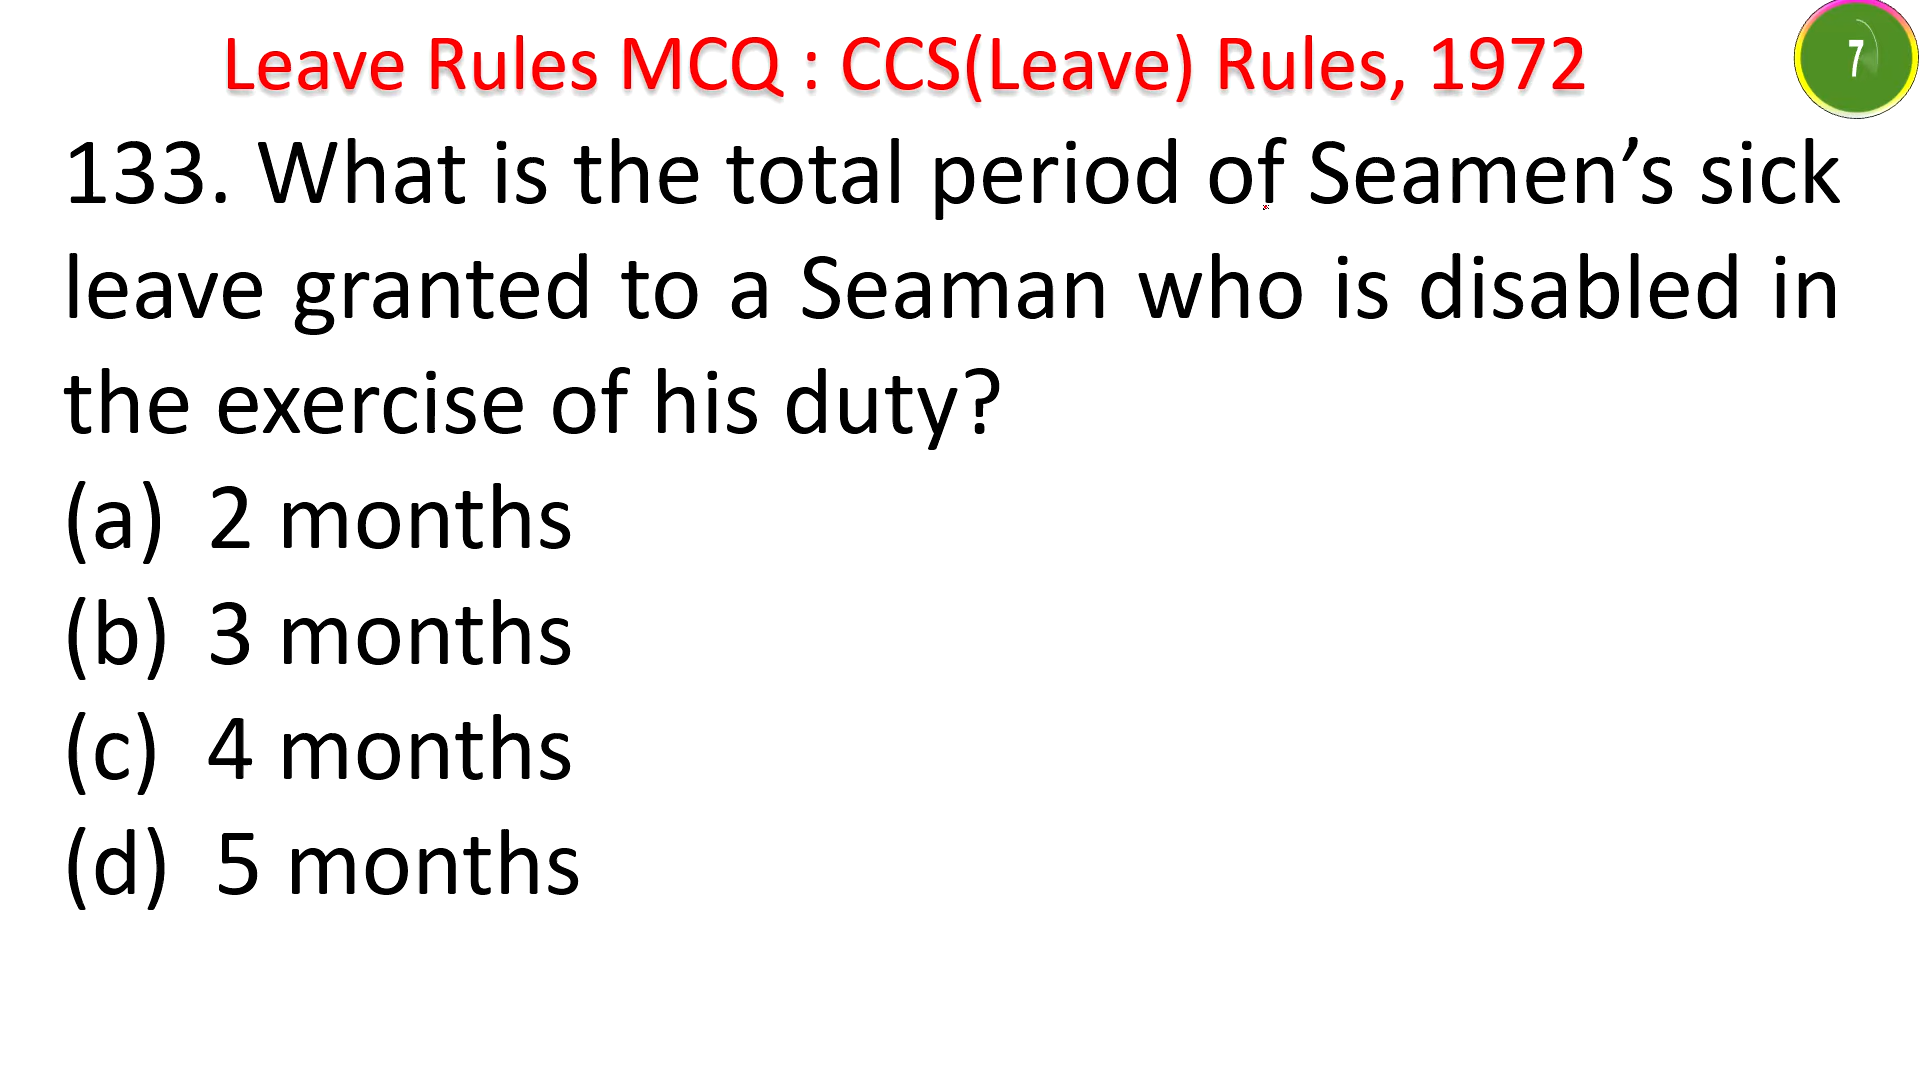 Leave Rules MCQ : CCS(Leave) Rules, 1972
7
133. What is the total period of Seamen’s sick
leave granted to a Seaman who is disabled in
the exercise of his duty?
(a) 2 months
(b) 3 months
(c) 4 months
(d) 5 months